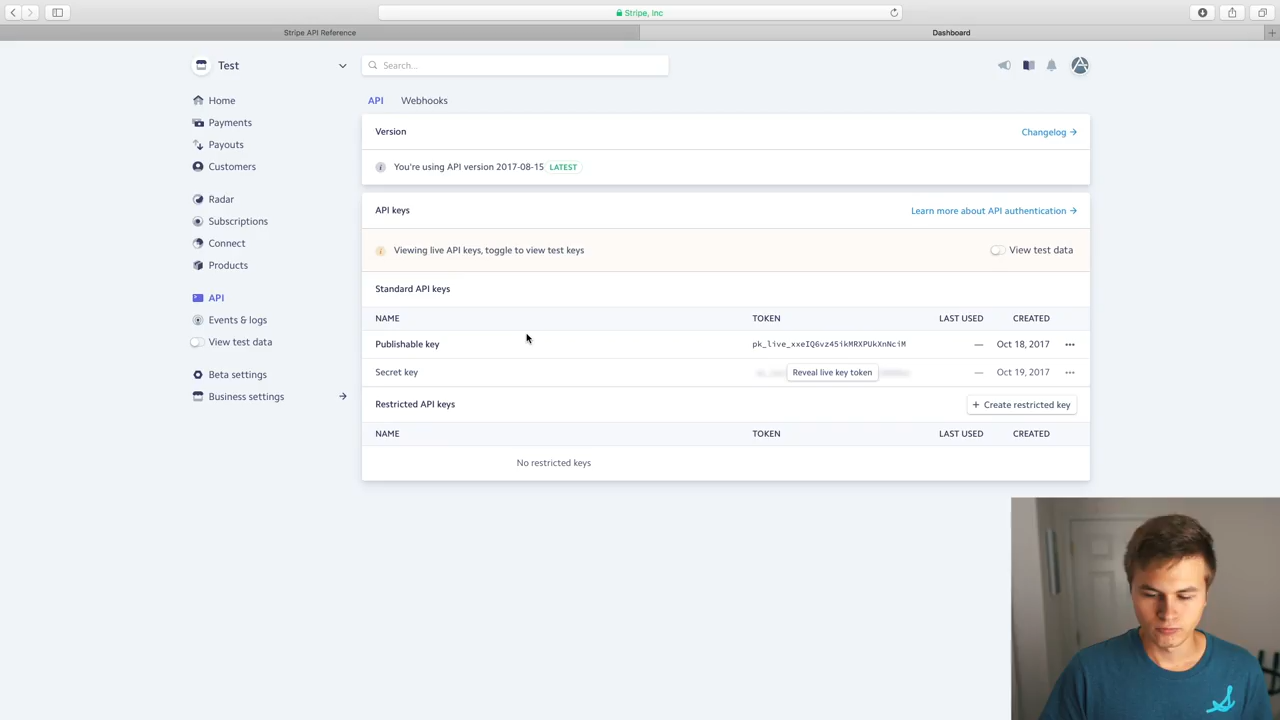 Stripe, Inc
Stripe API Reference
Dashboard
Test
Search...
Home
Payments
Payouts
Customers
Radar
Subscriptions
Connect
Products
API
Events & logs
View test data
Beta settings
Business settings
API Webhooks
Version
Changelog
You're using API version 2017-08-15 LATEST
API keys
Learn more about API authentication
Viewing live API keys, toggle to view test keys
View test data
Standard API keys
NAME TOKEN LAST USED CREATED
Publishable key pk_live_xxeIQ6vz45ikMRXPUkXnNciM — Oct 18, 2017
Secret key Reveal live key token — Oct 19, 2017
Restricted API keys
+ Create restricted key
NAME TOKEN LAST USED CREATED
No restricted keys